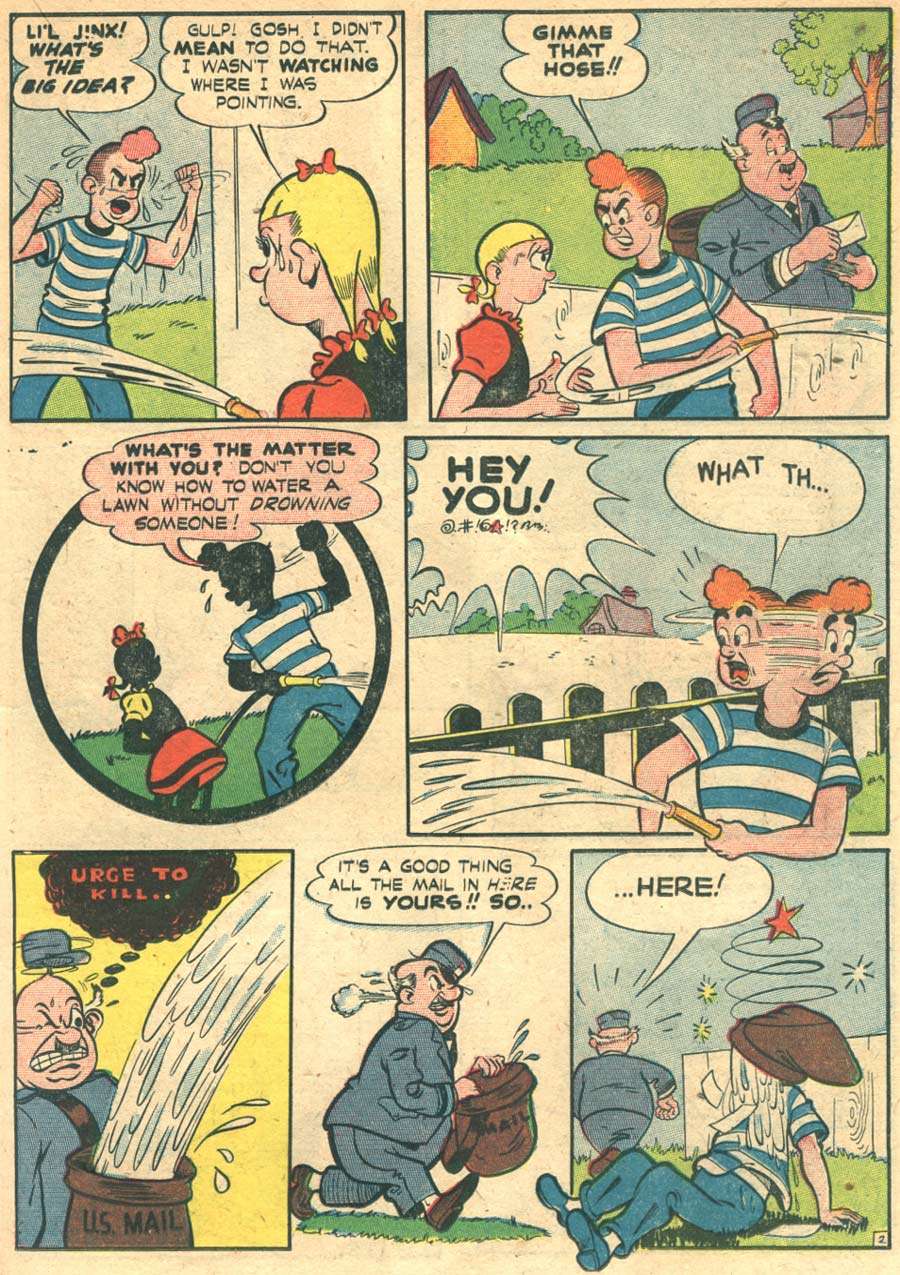 LI'L JINX!
WHAT'S
THE
BIG IDEA?
GULP! GOSH, I DIDN'T
MEAN TO DO THAT.
I WASN'T WATCHING
WHERE I WAS
POINTING.
GIMME
THAT
HOSE!!
WHAT'S THE MATTER
WITH YOU? DON'T YOU
KNOW HOW TO WATER A
LAWN WITHOUT DROWNING
SOMEONE!
HEY
YOU!
WHAT TH...
URGE TO
KILL..
U.S. MAIL
IT'S A GOOD THING
ALL THE MAIL IN HERE
IS YOURS!! SO..
MAIL
...HERE!
2